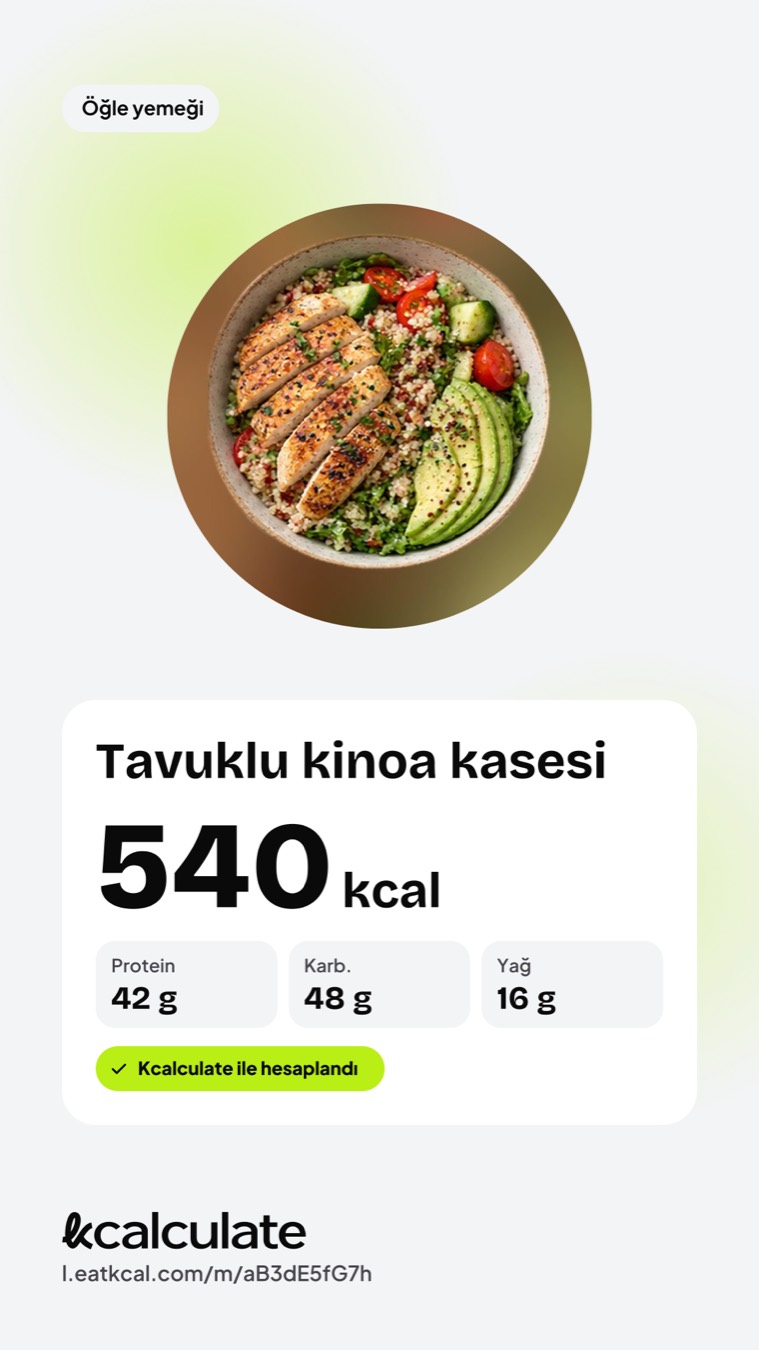 Öğle yemeği
Tavuklu kinoa kasesi
540 kcal
Protein
42 g
Karb.
48 g
Yağ
16 g
Kcalculate ile hesaplandı
kcalculate
l.eatkcal.com/m/aB3dE5fG7h